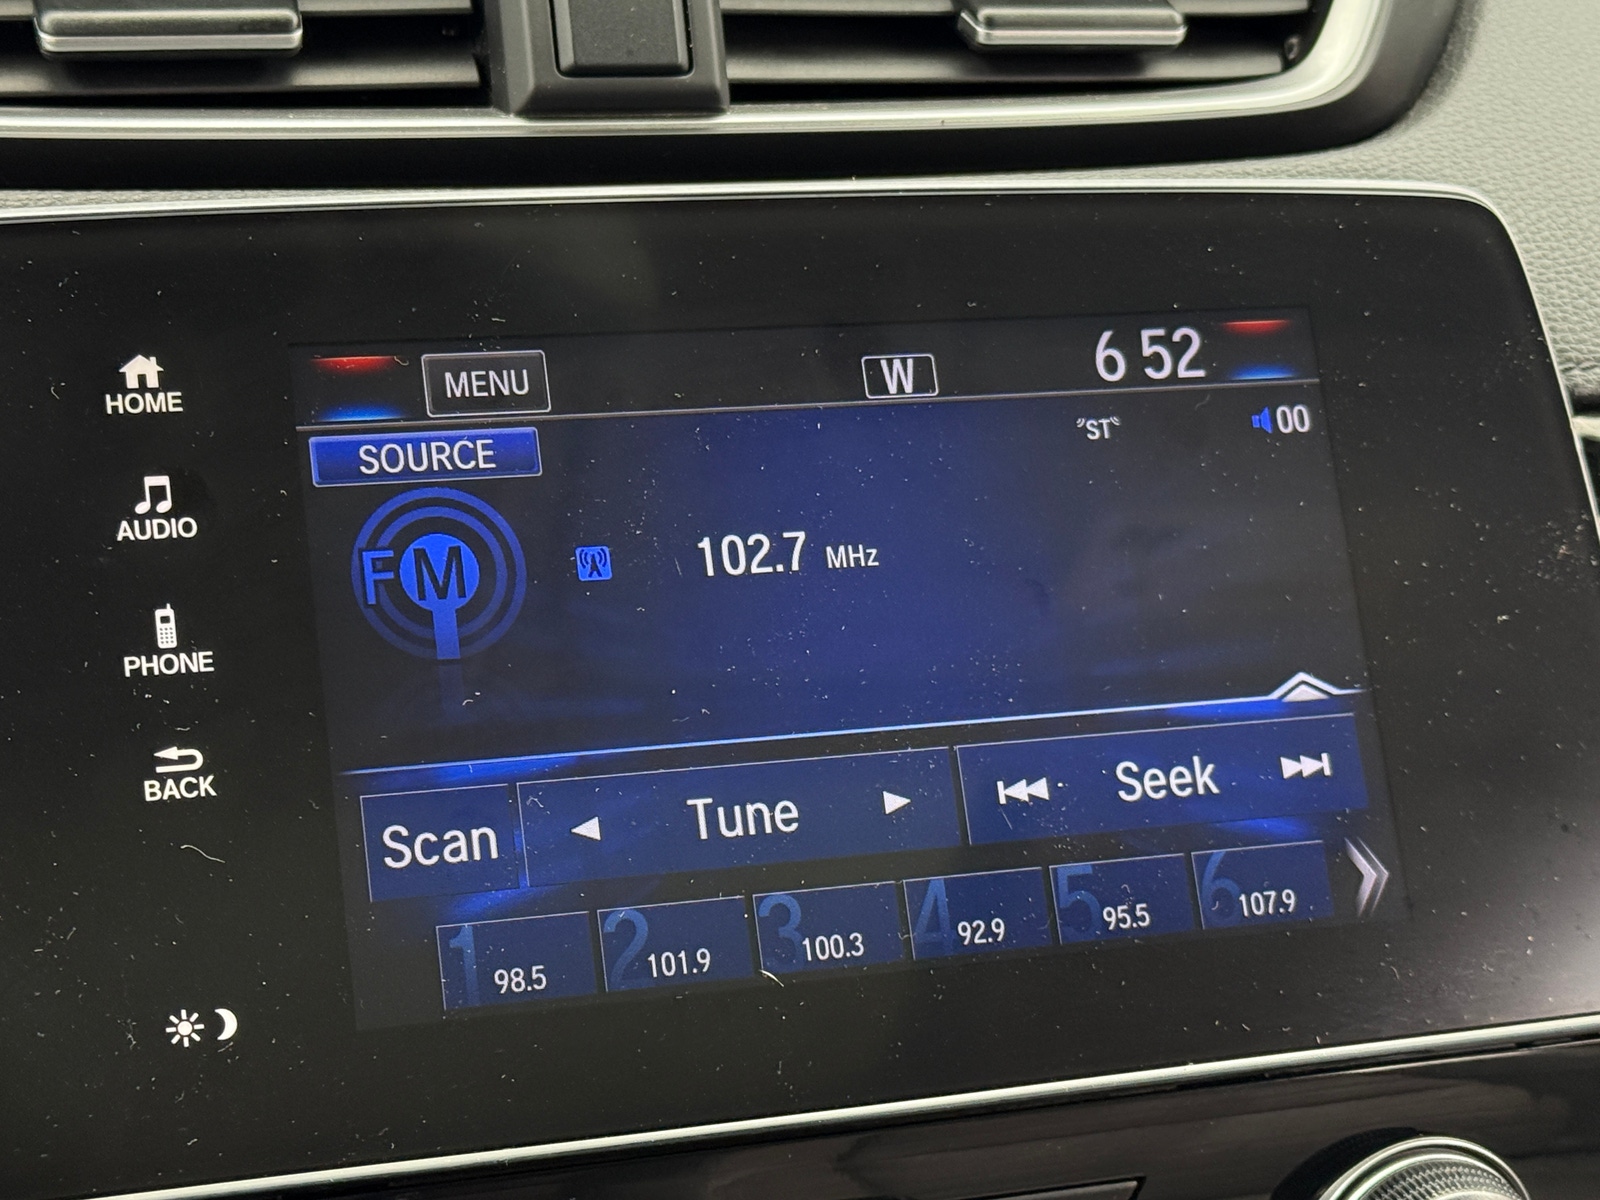 HOME
AUDIO
PHONE
BACK
MENU
W
6 52
SOURCE
"ST"
00
FM
102.7 MHz
Scan
Tune
Seek
1 98.5
2 101.9
3 100.3
4 92.9
5 95.5
6 107.9